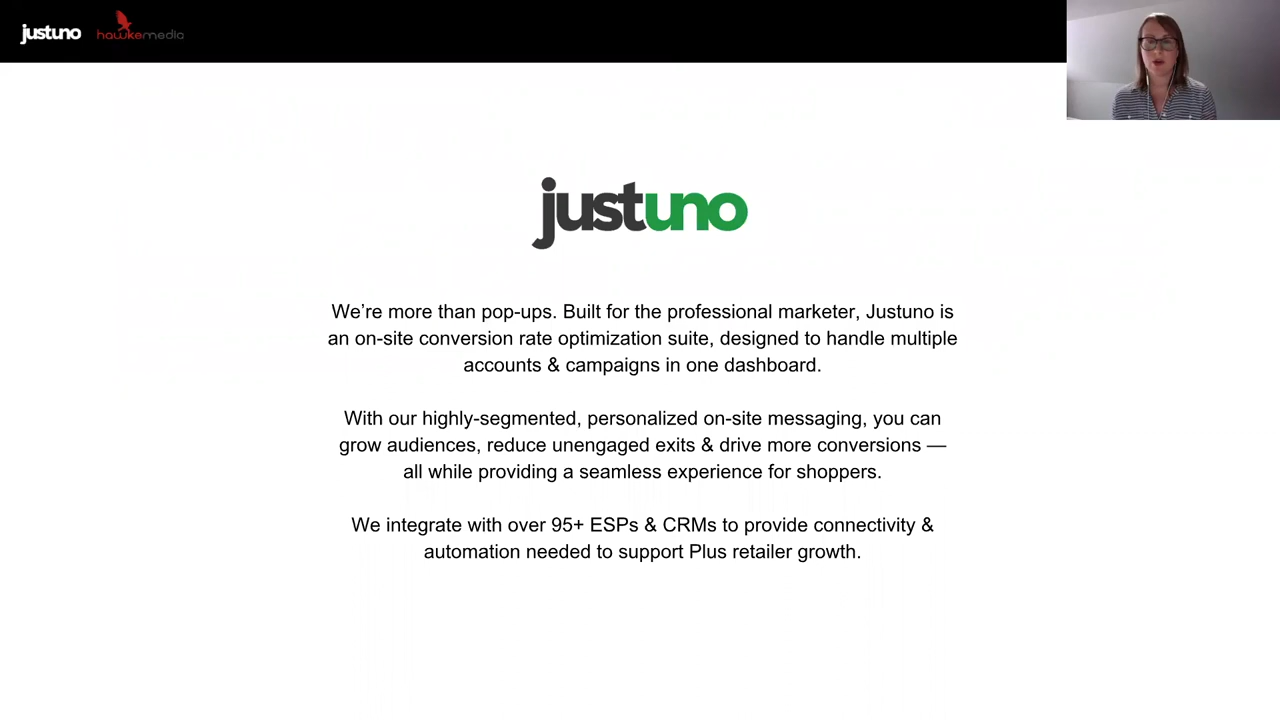 justuno hawkemedia
justuno
We’re more than pop-ups. Built for the professional marketer, Justuno is
an on-site conversion rate optimization suite, designed to handle multiple
accounts & campaigns in one dashboard.
With our highly-segmented, personalized on-site messaging, you can
grow audiences, reduce unengaged exits & drive more conversions —
all while providing a seamless experience for shoppers.
We integrate with over 95+ ESPs & CRMs to provide connectivity &
automation needed to support Plus retailer growth.